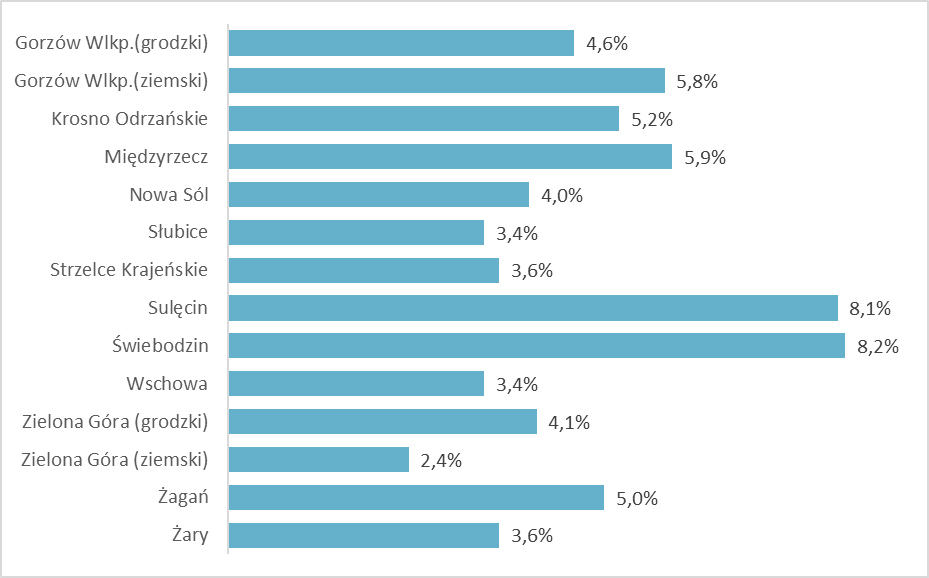 Gorzów Wlkp.(grodzki) 4,6%
Gorzów Wlkp.(ziemski) 5,8%
Krosno Odrzańskie 5,2%
Międzyrzecz 5,9%
Nowa Sól 4,0%
Słubice 3,4%
Strzelce Krajeńskie 3,6%
Sulęcin 8,1%
Świebodzin 8,2%
Wschowa 3,4%
Zielona Góra (grodzki) 4,1%
Zielona Góra (ziemski) 2,4%
Żagań 5,0%
Żary 3,6%